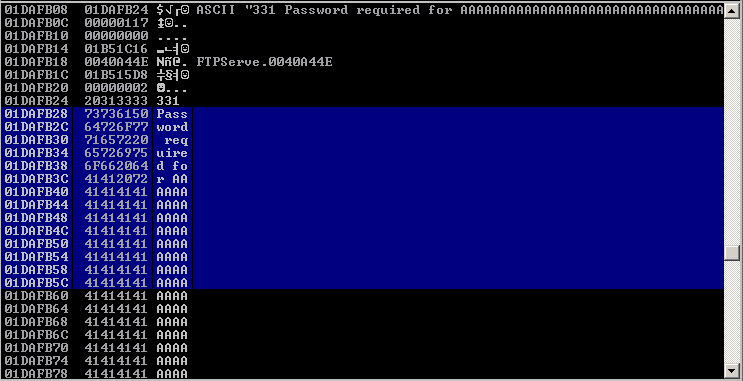 01DAFB08 01DAFB24 $√┌☺ ASCII "331 Password required for AAAAAAAAAAAAAAAAAAAAAAAAAAAAAAAAA
01DAFB0C 00000117 ..
01DAFB10 00000000 ....
01DAFB14 01B51C16
01DAFB18 0040A44E Nñ@. FTPServe.0040A44E
01DAFB1C 01B515D8
01DAFB20 00000002 ☻...
01DAFB24 20313333 331
01DAFB28 73736150 Pass
01DAFB2C 64726F77 word
01DAFB30 71657220 req
01DAFB34 65726975 uire
01DAFB38 6F662064 d fo
01DAFB3C 41412072 r AA
01DAFB40 41414141 AAAA
01DAFB44 41414141 AAAA
01DAFB48 41414141 AAAA
01DAFB4C 41414141 AAAA
01DAFB50 41414141 AAAA
01DAFB54 41414141 AAAA
01DAFB58 41414141 AAAA
01DAFB5C 41414141 AAAA
01DAFB60 41414141 AAAA
01DAFB64 41414141 AAAA
01DAFB68 41414141 AAAA
01DAFB6C 41414141 AAAA
01DAFB70 41414141 AAAA
01DAFB74 41414141 AAAA
01DAFB78 41414141 AAAA